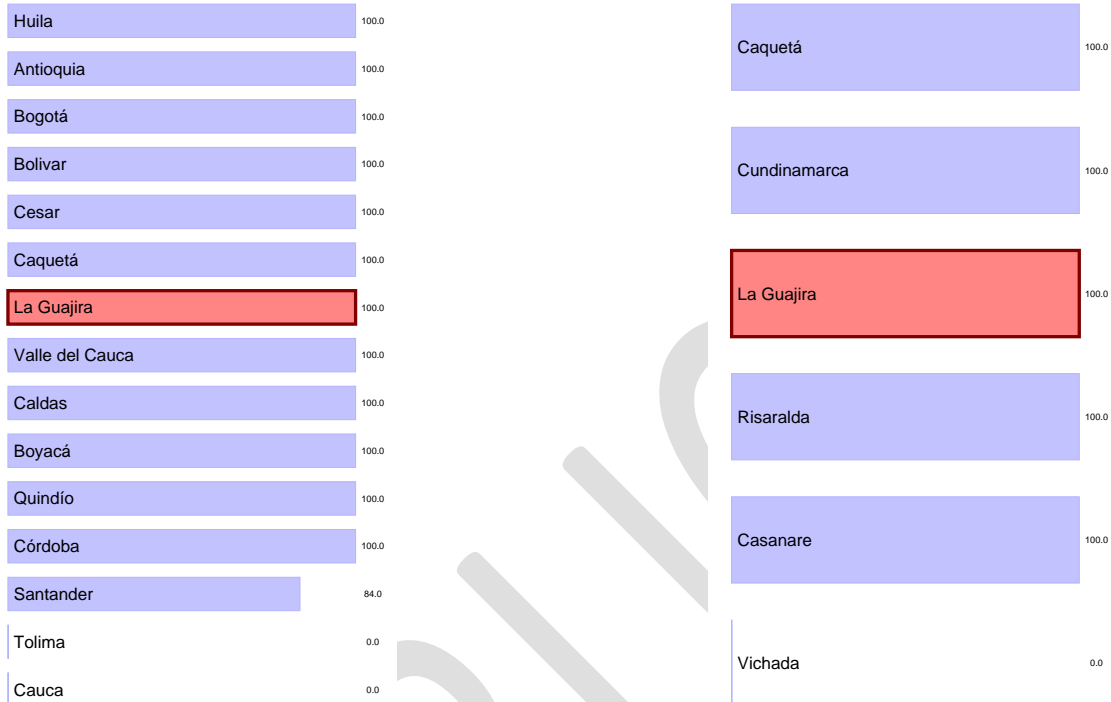 Huila 100.0
Antioquia 100.0
Bogotá 100.0
Bolivar 100.0
Cesar 100.0
Caquetá 100.0
La Guajira 100.0
Valle del Cauca 100.0
Caldas 100.0
Boyacá 100.0
Quindío 100.0
Córdoba 100.0
Santander 84.0
Tolima 0.0
Cauca 0.0
Caquetá 100.0
Cundinamarca 100.0
La Guajira 100.0
Risaralda 100.0
Casanare 100.0
Vichada 0.0